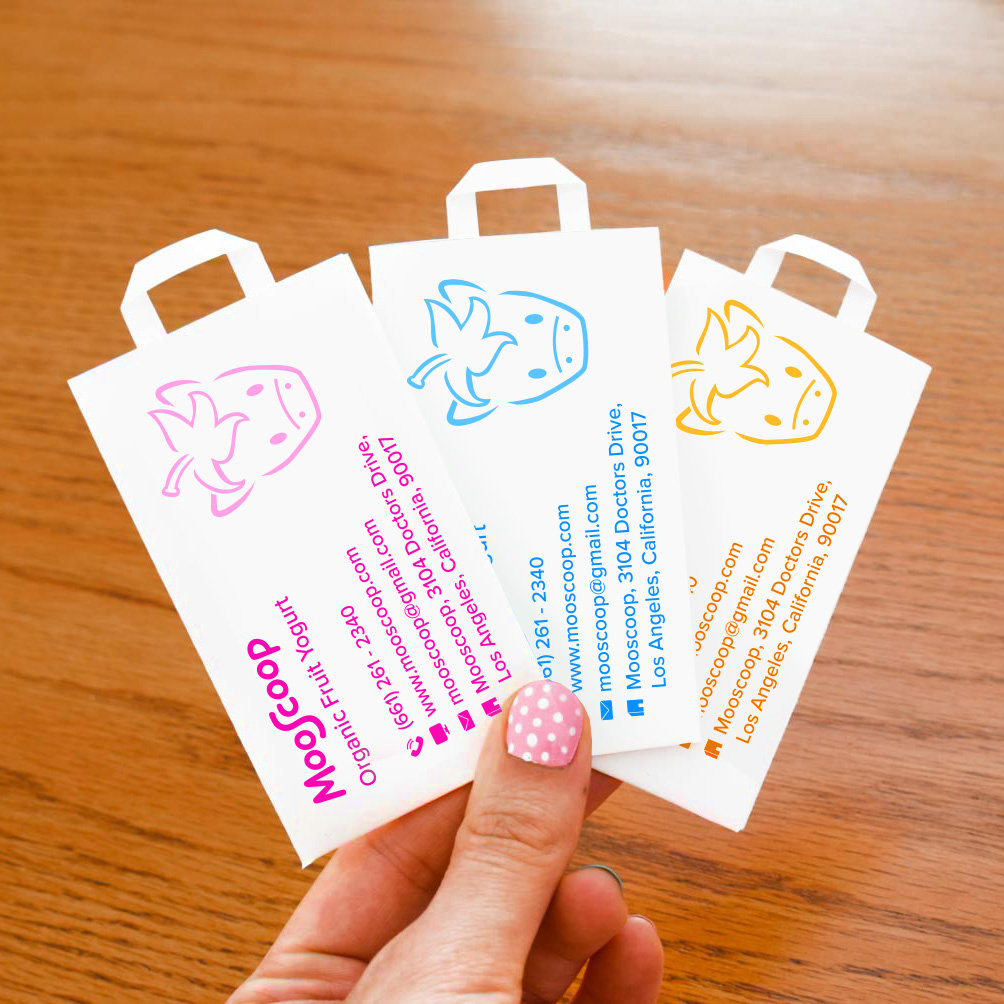 MooScoop
Organic Fruit Yogurt
(661) 261 - 2340
www.mooscoop.com
mooscoop@gmail.com
Mooscoop, 3104 Doctors Drive,
Los Angeles, California, 90017
61) 261 - 2340
www.mooscoop.com
mooscoop@gmail.com
Mooscoop, 3104 Doctors Drive,
Los Angeles, California, 90017
ooscoop.com
ooscoop@gmail.com
Mooscoop, 3104 Doctors Drive,
Los Angeles, California, 90017